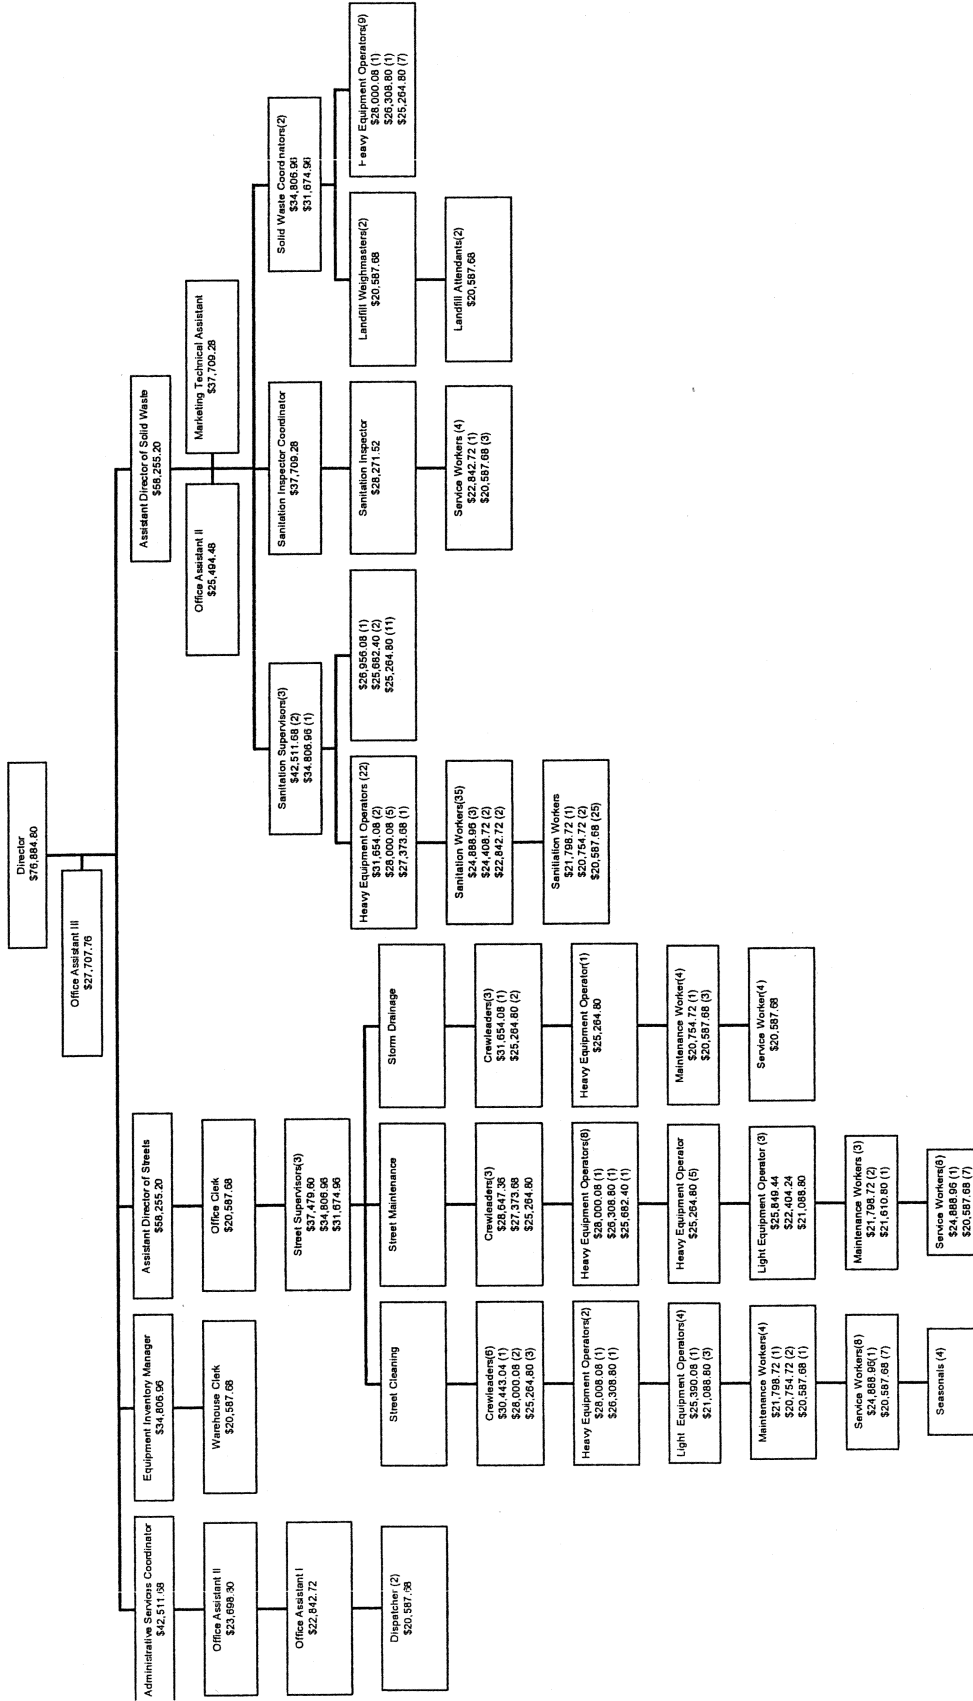 Director
$76,884.80
Office Assistant III
$27,707.76
Administrative Services Coordinator
$42,511.68
Office Assistant II
$23,698.80
Office Assistant I
$22,842.72
Dispatcher (2)
$20,587.68
Equipment Inventory Manager
$34,806.96
Warehouse Clerk
$20,587.68
Assistant Director of Streets
$58,255.20
Office Clerk
$20,587.68
Street Supervisors(3)
$37,479.60
$34,806.96
$31,674.96
Street Cleaning
Crewleaders(6)
$30,443.04 (1)
$28,000.08 (2)
$25,264,80 (3)
Heavy Equipment Operators(2)
$28,008.08 (1)
$26,308.80 (1)
Light Equipment Operators(4)
$25,390.08 (1)
$21,088.80 (3)
Maintenance Workers(4)
$21,798.72 (1)
$20,754.72 (2)
$20,587.68 (1)
Service Workers(8)
$24,888.96(1)
$20,587.68 (7)
Seasonals (4)
Street Maintenance
Crewleaders(3)
$28,647.36
$27,373.68
$25,264.80
Heavy Equipment Operators(8)
$28,000.08 (1)
$26,308.80 (1)
$25,682.40 (1)
Heavy Equipment Operator
$25,264.80 (5)
Light Equipment Operator (3)
$25,849.44
$22,404.24
$21,088.80
Maintenance Workers (3)
$21,798.72 (2)
$21,610.80 (1)
Service Workers(8)
$24,888.96 (1)
$20,587.68 (7)
Storm Drainage
Crewleaders(3)
$31,654.08 (1)
$25,264.80 (2)
Heavy Equipment Operator(1)
$25,264.80
Maintenance Worker(4)
$20,754.72 (1)
$20,587.68 (3)
Service Worker(4)
$20,587.68
Assistant Director of Solid Waste
$58,255.20
Office Assistant II
$25,494.48
Marketing Technical Assistant
$37,709.28
Sanitation Supervisors(3)
$42,511.68 (2)
$34.806.96 (1)
Heavy Equipment Operators (22)
$31,654.08 (2)
$28,000.08 (5)
$27,373.68 (1)
$26,956.08 (1)
$25,682.40 (2)
$25,264.80 (11)
Sanitation Workers(35)
$24,888.96 (3)
$24,408.72 (2)
$22,842.72 (2)
Sanitiation Workers
$21,798.72 (1)
$20,754.72 (2)
$20,587.68 (25)
Sanitation Inspector Coordinator
$37,709.28
Sanitation Inspector
$28,271.52
Service Workers (4)
$22,842.72 (1)
$20,587.68 (3)
Solid Waste Coordinators(2)
$34,806.96
$31,674.96
Landfill Weighmasters(2)
$20,587.68
Landfill Attendants(2)
$20,587.68
Heavy Equipment Operators(9)
$28,000.08 (1)
$26,308.80 (1)
$25,264.80 (7)